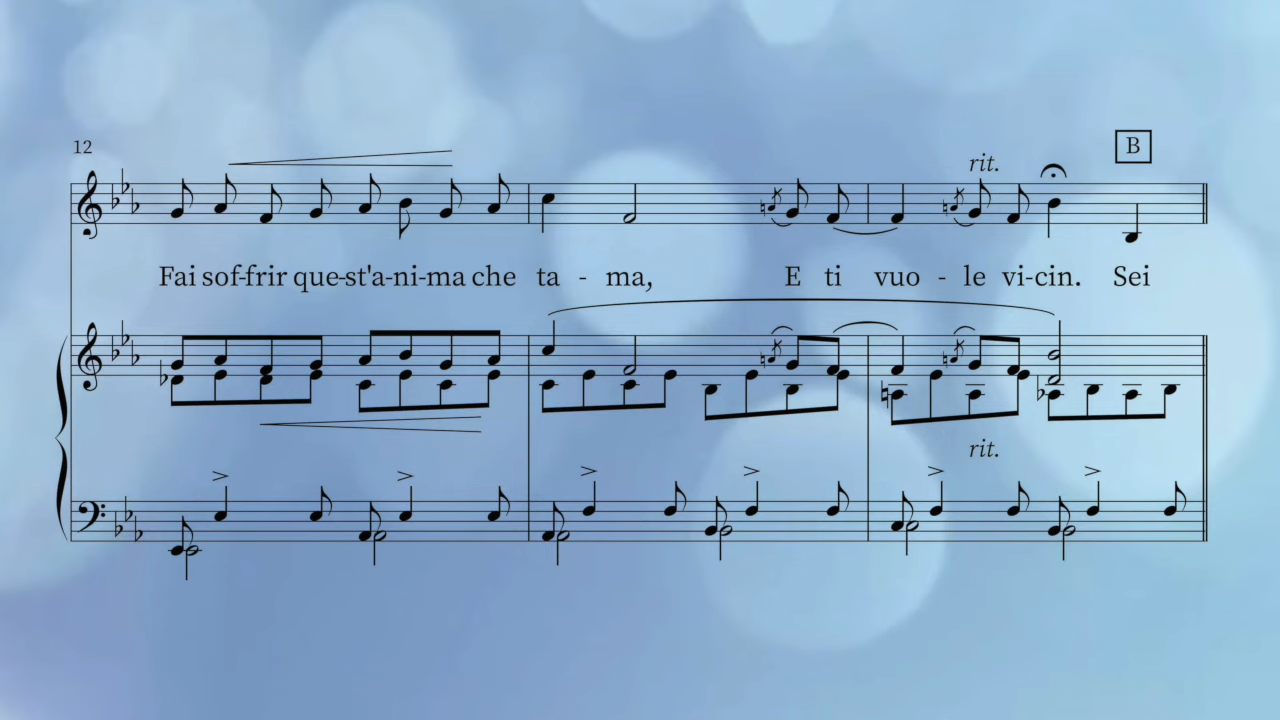 12
rit.
B
Fai sof-frir que-st'a-ni-ma che ta - ma, E ti vuo - le vi-cin. Sei
rit.